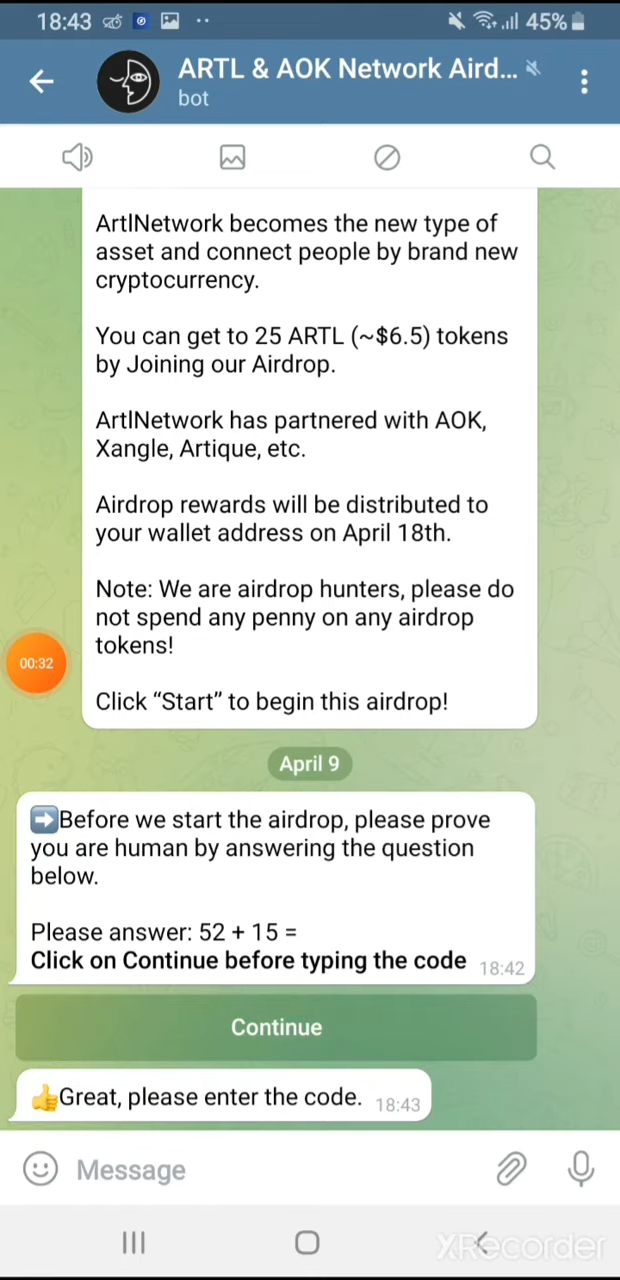 18:43
45%
ARTL & AOK Network Aird...
bot
ArtlNetwork becomes the new type of
asset and connect people by brand new
cryptocurrency.
You can get to 25 ARTL (~$6.5) tokens
by Joining our Airdrop.
ArtlNetwork has partnered with AOK,
Xangle, Artique, etc.
Airdrop rewards will be distributed to
your wallet address on April 18th.
Note: We are airdrop hunters, please do
not spend any penny on any airdrop
tokens!
00:32
Click “Start” to begin this airdrop!
April 9
➡️Before we start the airdrop, please prove
you are human by answering the question
below.
Please answer: 52 + 15 =
Click on Continue before typing the code 18:42
Continue
👍Great, please enter the code. 18:43
Message
XRecorder